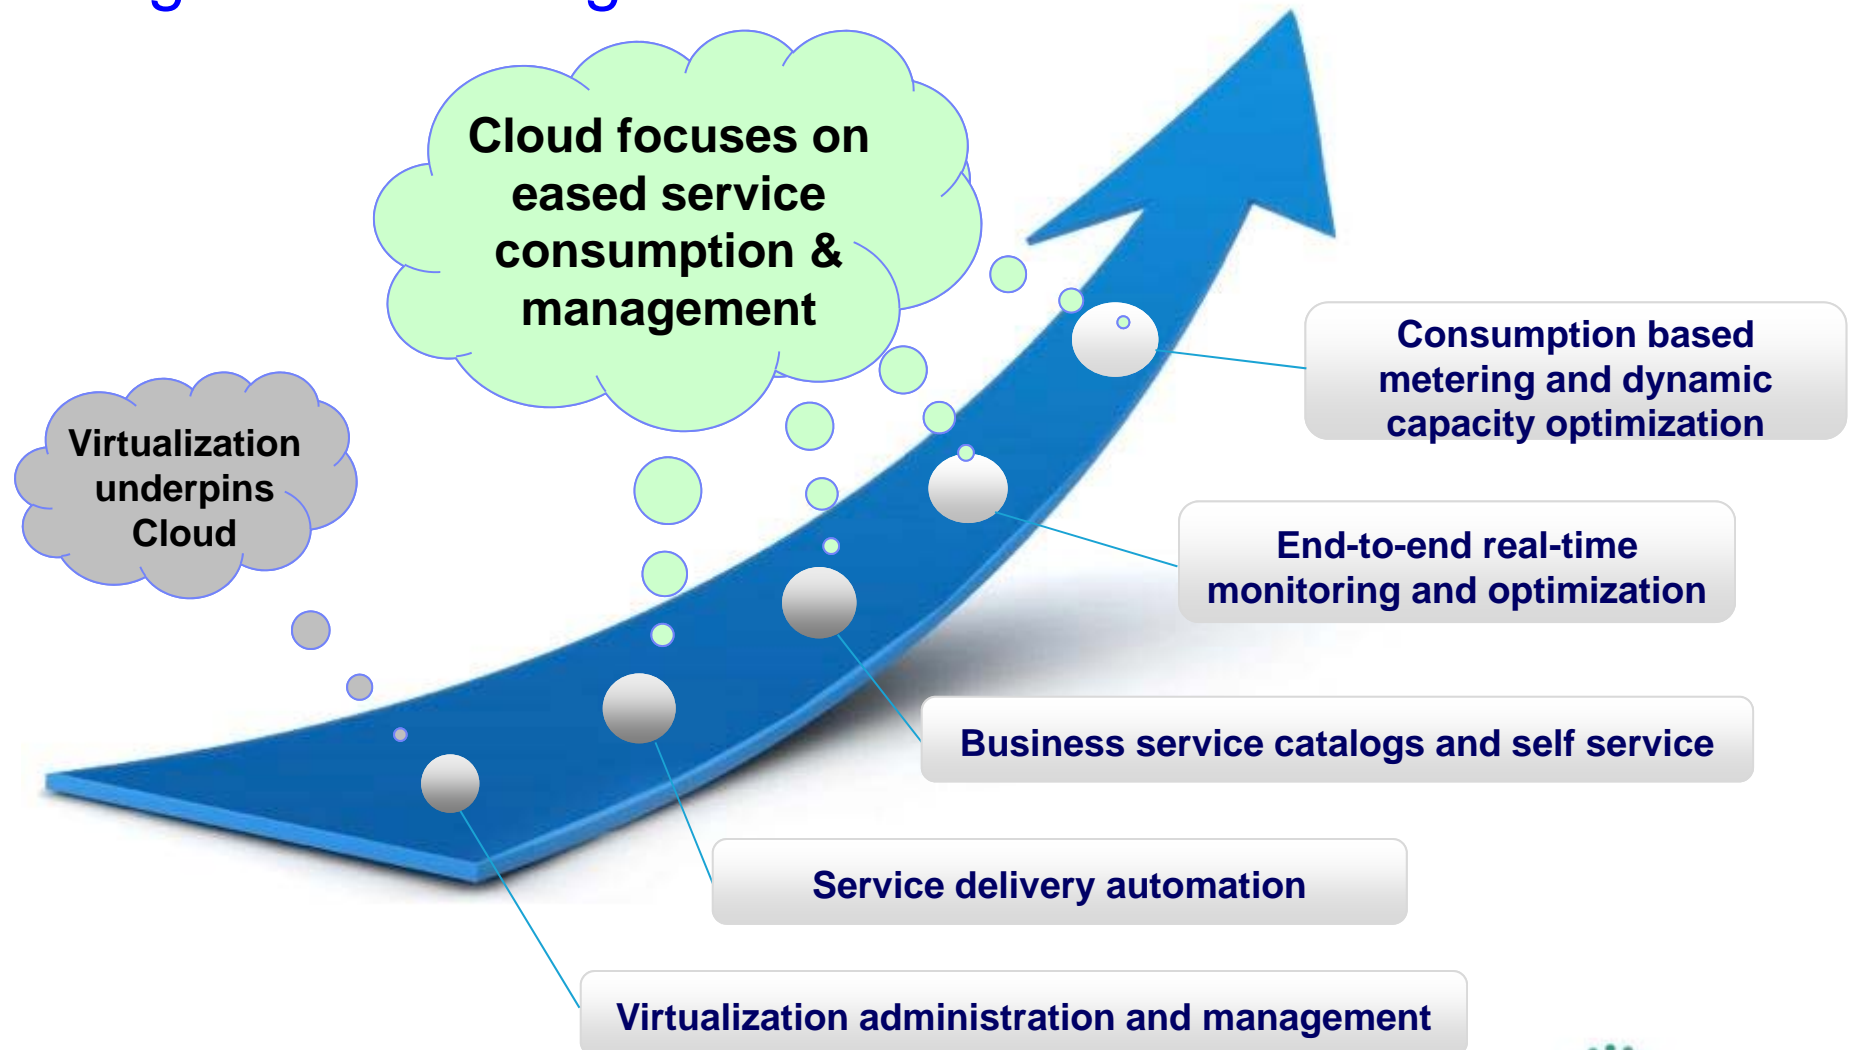 Cloud focuses on
eased service
consumption &
management
Virtualization
underpins
Cloud
Consumption based
metering and dynamic
capacity optimization
End-to-end real-time
monitoring and optimization
Business service catalogs and self service
Service delivery automation
Virtualization administration and management